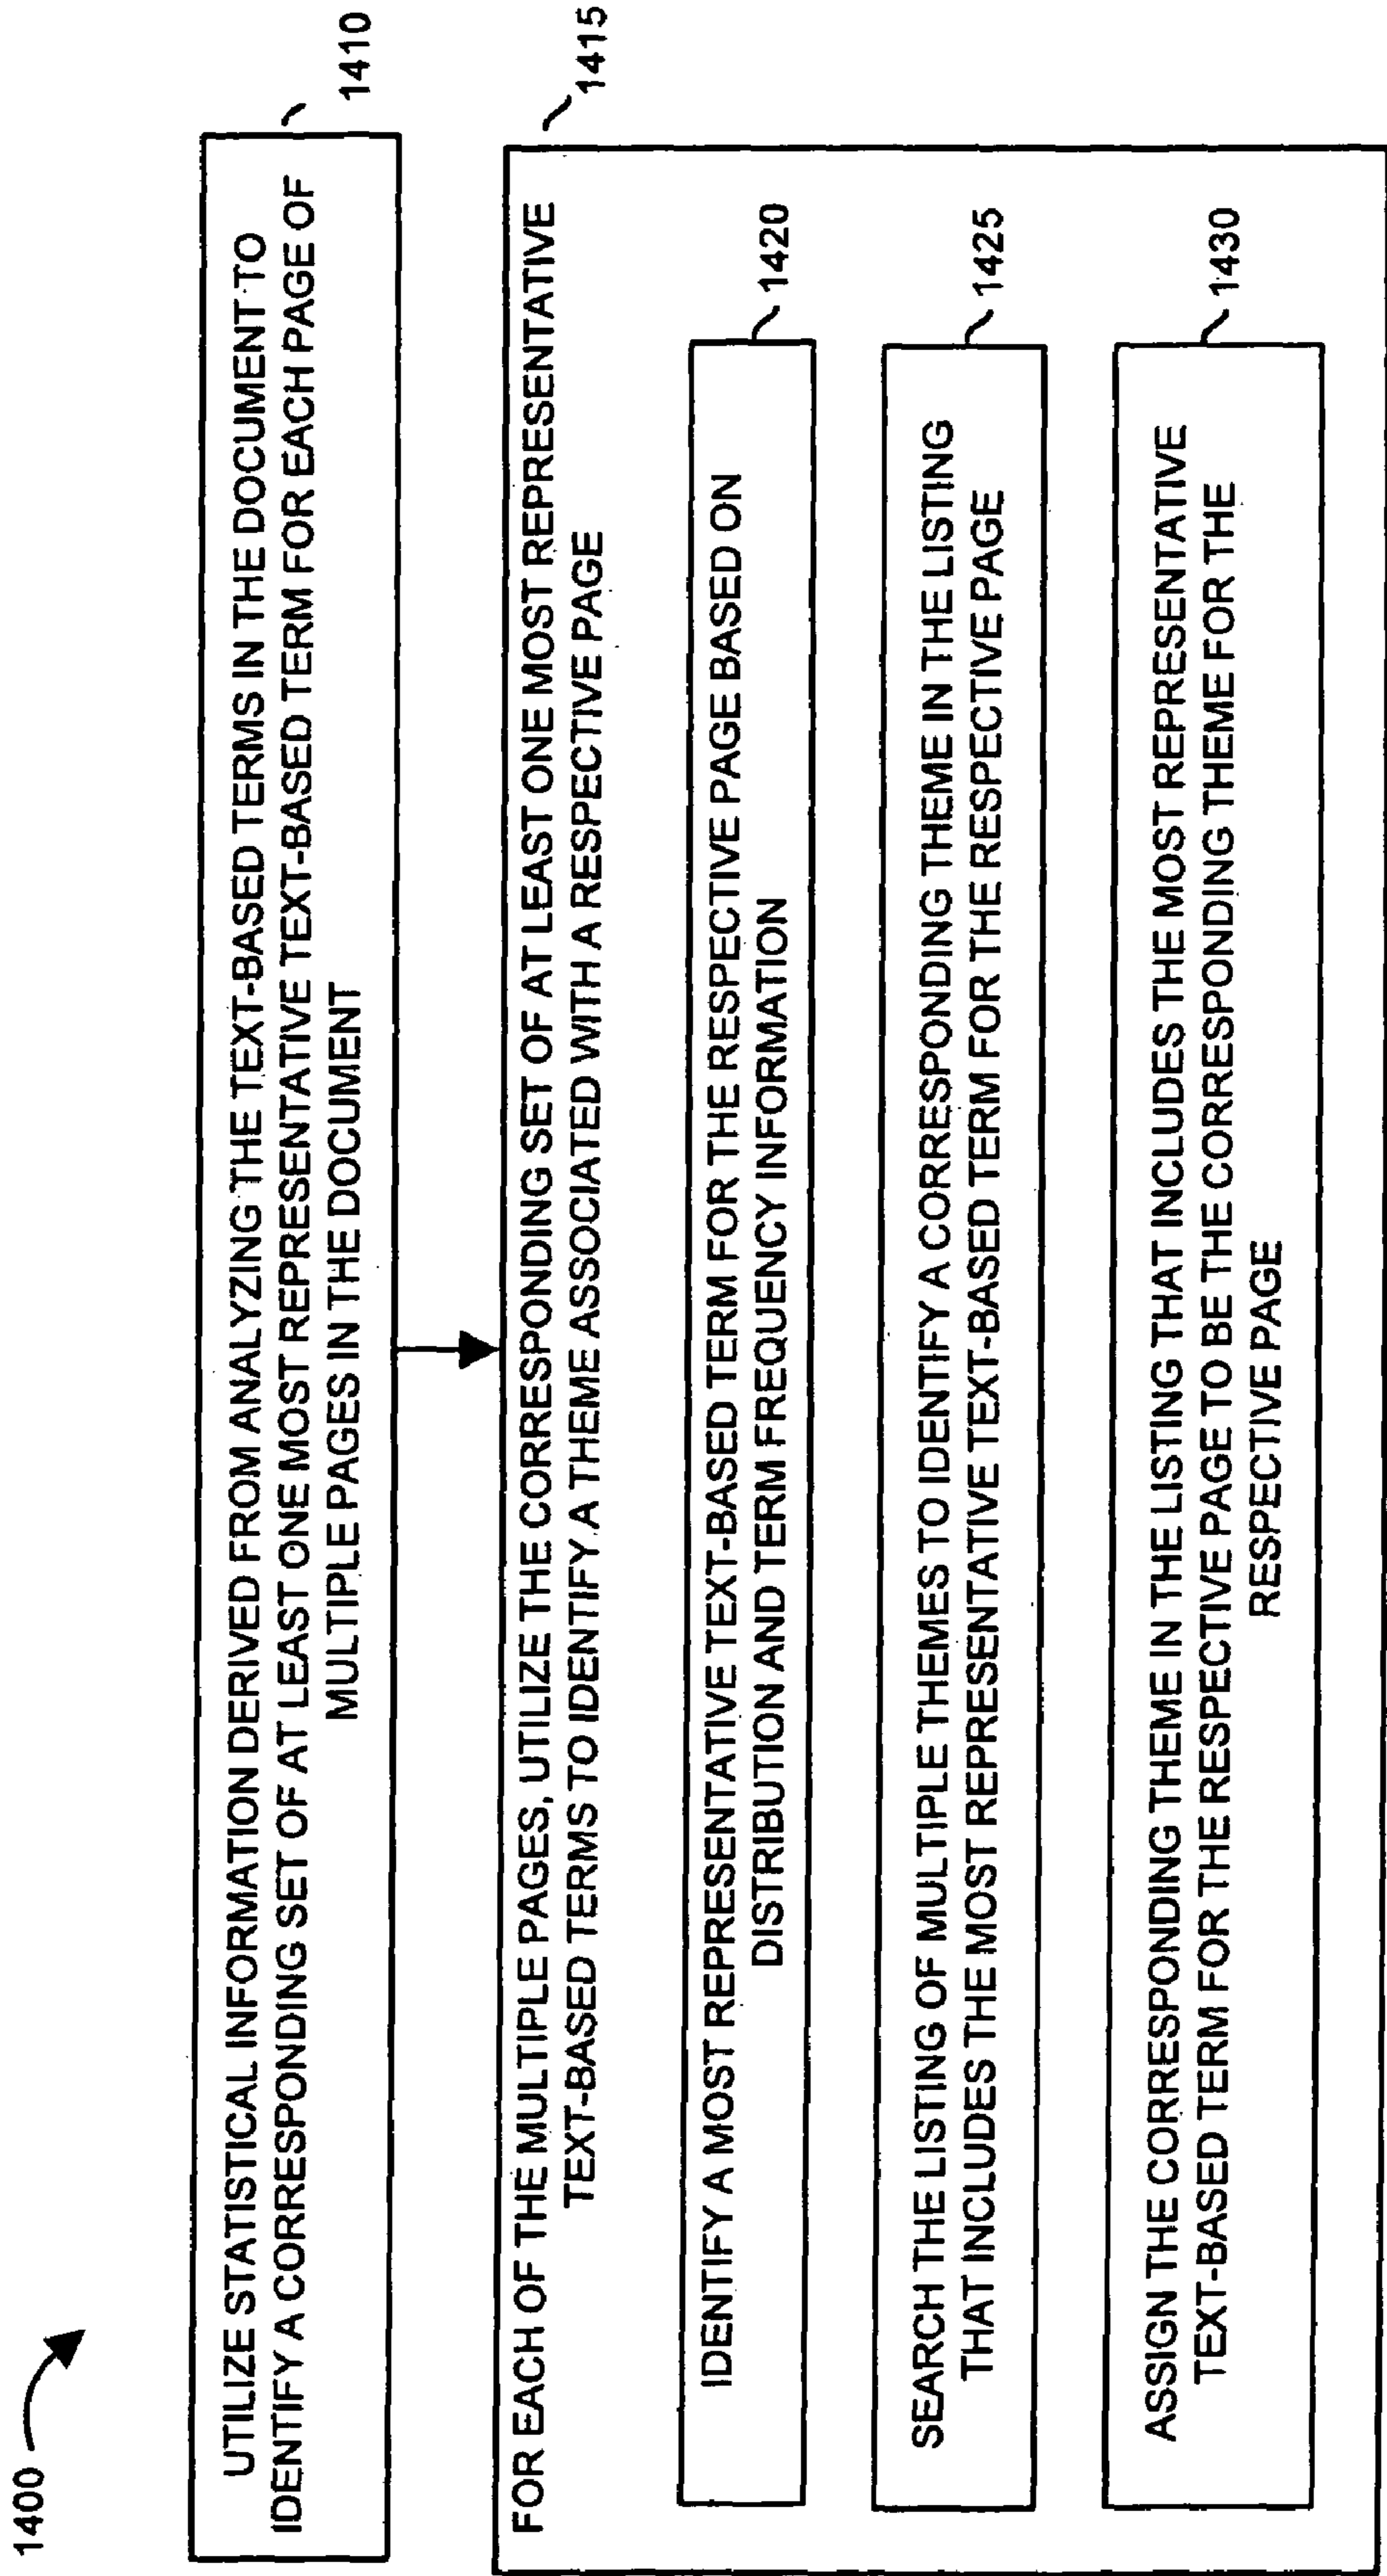 1400
UTILIZE STATISTICAL INFORMATION DERIVED FROM ANALYZING THE TEXT-BASED TERMS IN THE DOCUMENT TO
IDENTIFY A CORRESPONDING SET OF AT LEAST ONE MOST REPRESENTATIVE TEXT-BASED TERM FOR EACH PAGE OF
MULTIPLE PAGES IN THE DOCUMENT
1410
FOR EACH OF THE MULTIPLE PAGES, UTILIZE THE CORRESPONDING SET OF AT LEAST ONE MOST REPRESENTATIVE
TEXT-BASED TERMS TO IDENTIFY A THEME ASSOCIATED WITH A RESPECTIVE PAGE
1415
IDENTIFY A MOST REPRESENTATIVE TEXT-BASED TERM FOR THE RESPECTIVE PAGE BASED ON
DISTRIBUTION AND TERM FREQUENCY INFORMATION
1420
SEARCH THE LISTING OF MULTIPLE THEMES TO IDENTIFY A CORRESPONDING THEME IN THE LISTING
THAT INCLUDES THE MOST REPRESENTATIVE TEXT-BASED TERM FOR THE RESPECTIVE PAGE
1425
ASSIGN THE CORRESPONDING THEME IN THE LISTING THAT INCLUDES THE MOST REPRESENTATIVE
TEXT-BASED TERM FOR THE RESPECTIVE PAGE TO BE THE CORRESPONDING THEME FOR THE
RESPECTIVE PAGE
1430